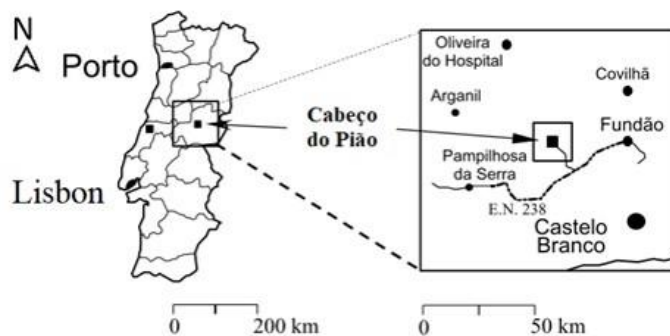 N
Porto
Lisbon
0
200 km
Cabeço
do Pião
Oliveira
do Hospital
Covilhã
Arganil
Fundão
Pampilhosa
da Serra
E.N. 238
Castelo
Branco
0
50 km